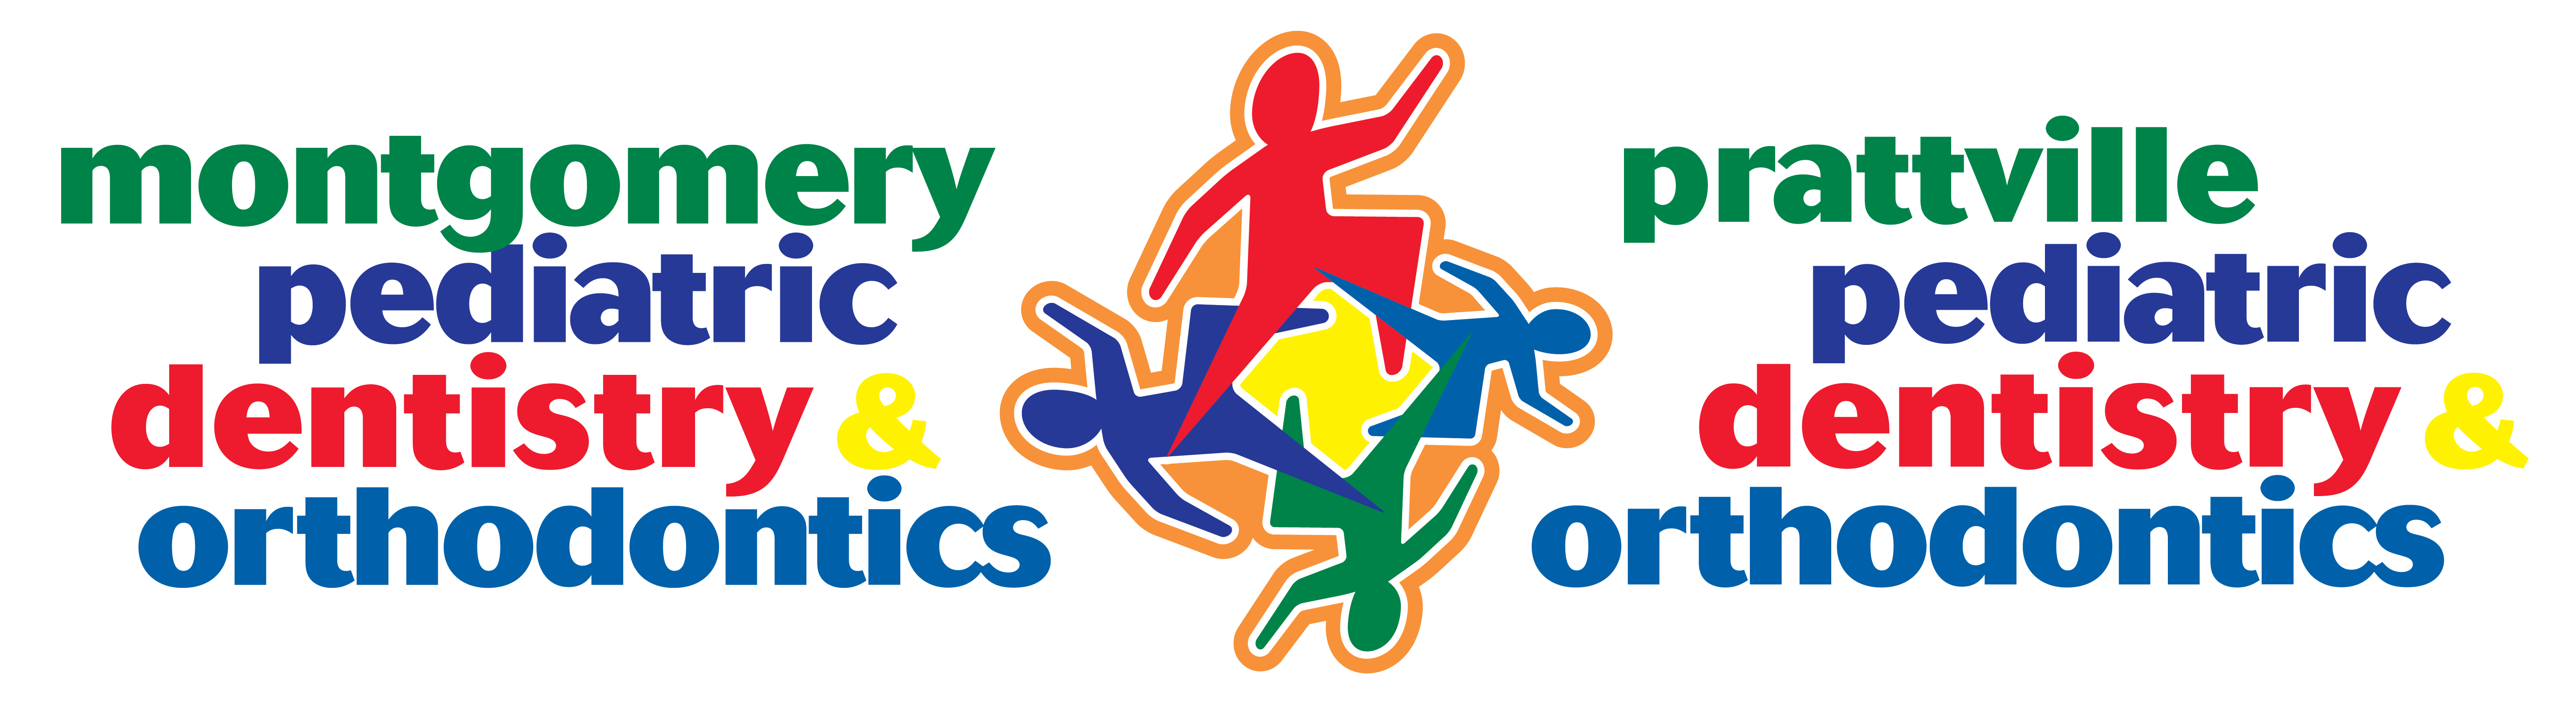 montgomery
pediatric
dentistry &
orthodontics
prattville
pediatric
dentistry &
orthodontics